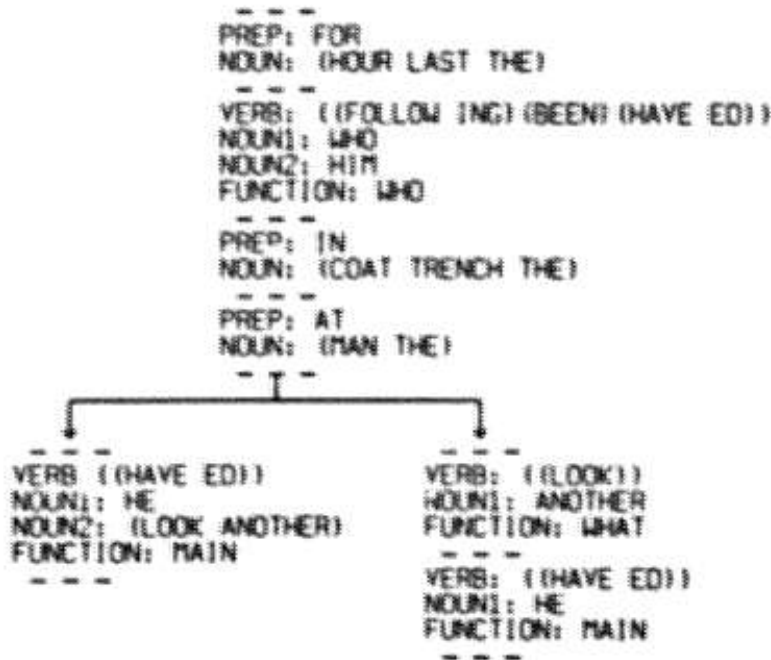 PREP: FOR
NOUN: (HOUR LAST THE)
VERB: ((FOLLOW ING)(BEEN)(HAVE ED))
NOUN1: WHO
NOUN2: HIM
FUNCTION: WHO
PREP: IN
NOUN: (COAT TRENCH THE)
PREP: AT
NOUN: (MAN THE)
VERB ((HAVE ED))
NOUN1: HE
NOUN2: (LOOK ANOTHER)
FUNCTION: MAIN
VERB: ((LOOK))
NOUN1: ANOTHER
FUNCTION: WHAT
VERB: ((HAVE ED))
NOUN1: HE
FUNCTION: MAIN